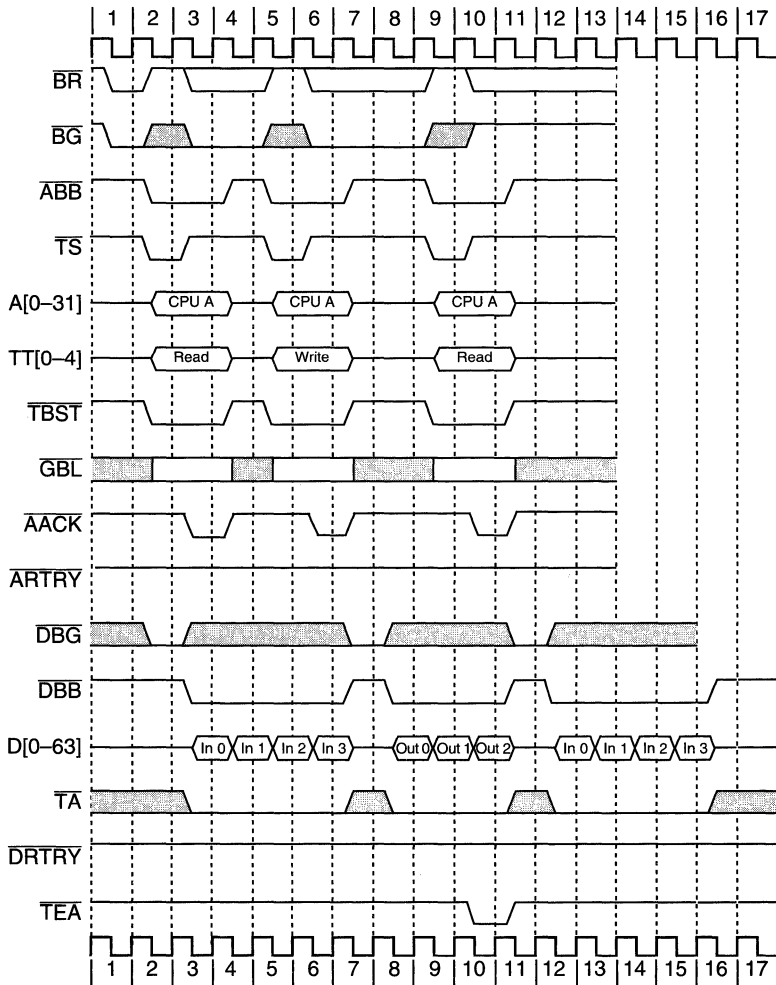 1 2 3 4 5 6 7 8 9 10 11 12 13 14 15 16 17
BR
BG
ABB
TS
A[0–31] CPU A CPU A CPU A
TT[0–4] Read Write Read
TBST
GBL
AACK
ARTRY
DBG
DBB
D[0–63] In 0 In 1 In 2 In 3 Out 0 Out 1 Out 2 In 0 In 1 In 2 In 3
TA
DRTRY
TEA
1 2 3 4 5 6 7 8 9 10 11 12 13 14 15 16 17